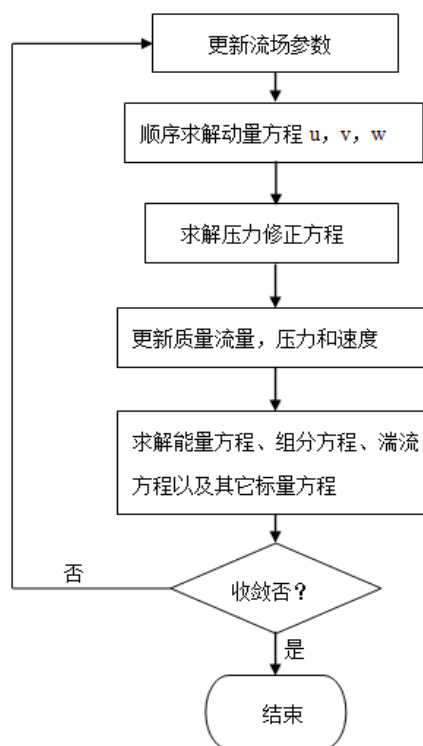 更新流场参数
顺序求解动量方程 u，v，w
求解压力修正方程
更新质量流量，压力和速度
求解能量方程、组分方程、湍流
方程以及其它标量方程
否
收敛否？
是
结束